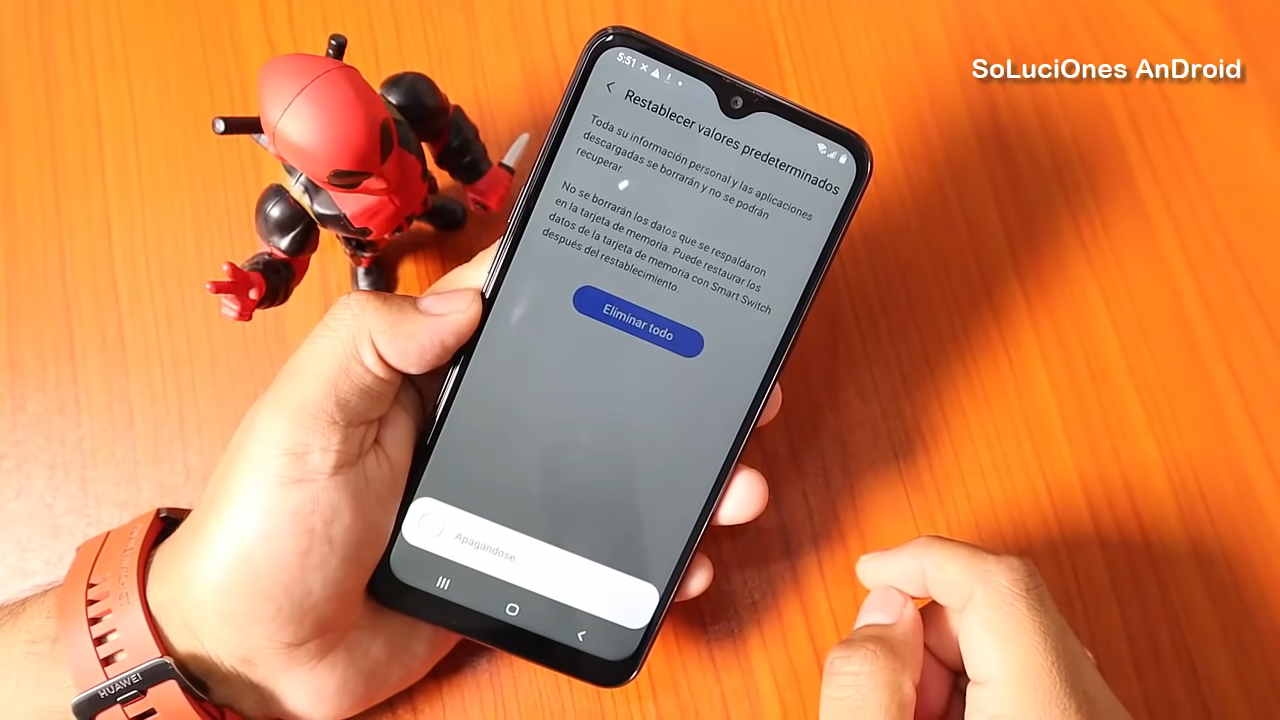 SoLuciOnes AnDroid
5:51
Restablecer valores predeterminados
Toda su información personal y las aplicaciones
descargadas se borrarán y no se podrán
recuperar.
No se borrarán los datos que se respaldaron
en la tarjeta de memoria. Puede restaurar los
datos de la tarjeta de memoria con Smart Switch
después del restablecimiento.
Eliminar todo
Apagándose...
HUAWEI